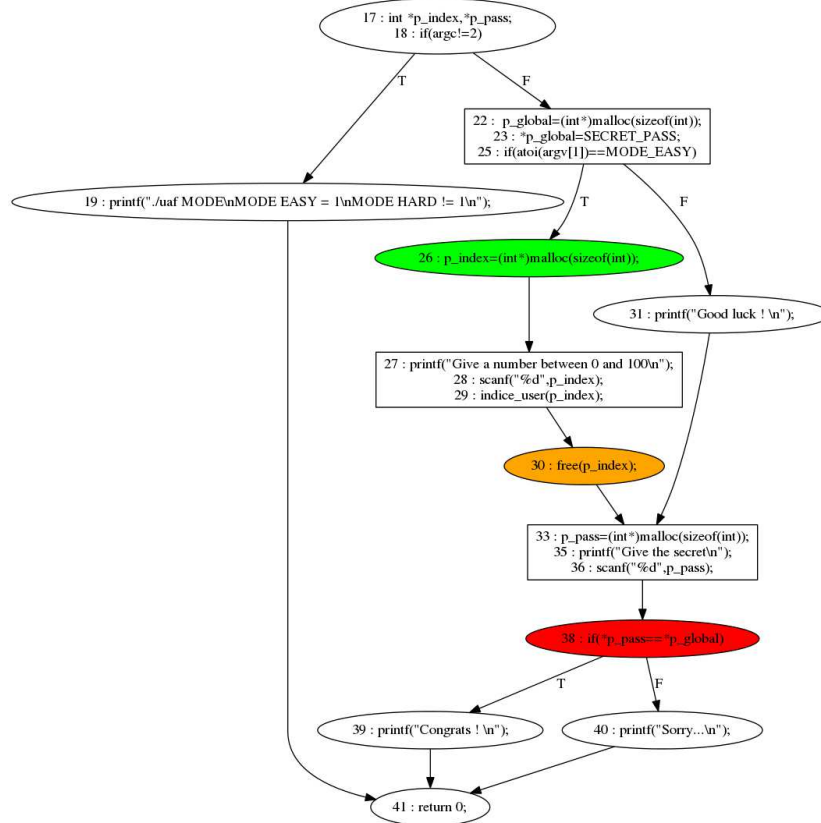 17 : int *p_index,*p_pass;
18 : if(argc!=2)
T
F
22 :  p_global=(int*)malloc(sizeof(int));
23 : *p_global=SECRET_PASS;
25 : if(atoi(argv[1])==MODE_EASY)
19 : printf("./uaf MODE\nMODE EASY = 1\nMODE HARD != 1\n");
T
F
26 : p_index=(int*)malloc(sizeof(int));
31 : printf("Good luck ! \n");
27 : printf("Give a number between 0 and 100\n");
28 : scanf("%d",p_index);
29 : indice_user(p_index);
30 : free(p_index);
33 : p_pass=(int*)malloc(sizeof(int));
35 : printf("Give the secret\n");
36 : scanf("%d",p_pass);
38 : if(*p_pass==*p_global)
T
F
39 : printf("Congrats ! \n");
40 : printf("Sorry...\n");
41 : return 0;